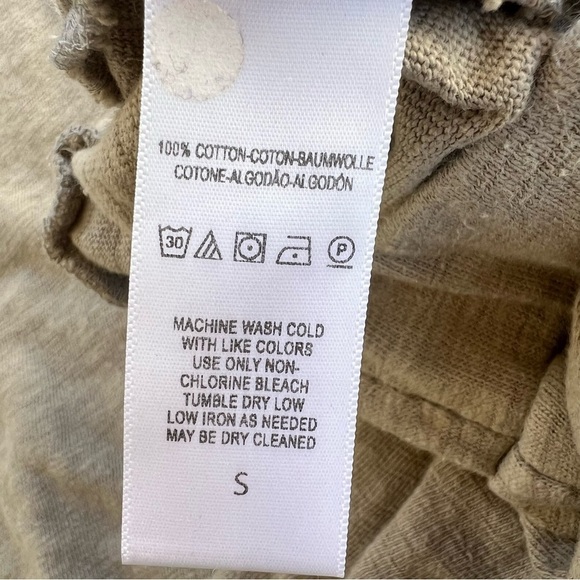 100% COTTON-COTON-BAUMWOLLE
COTONE-ALGODÃO-ALGODÓN
30 P
MACHINE WASH COLD
WITH LIKE COLORS
USE ONLY NON-
CHLORINE BLEACH
TUMBLE DRY LOW
LOW IRON AS NEEDED
MAY BE DRY CLEANED
S